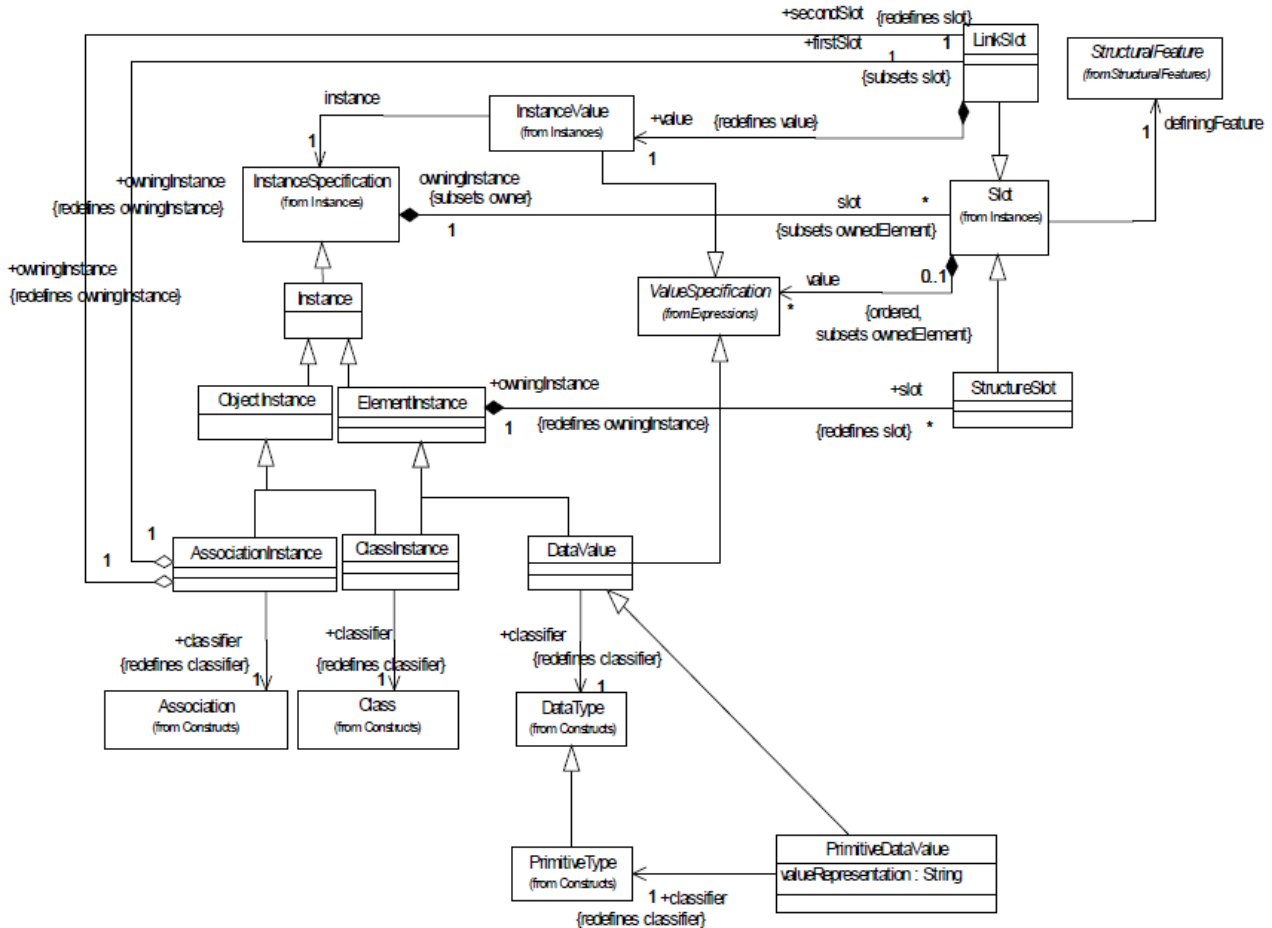 +secondSlot
{redefines slot}
+firstSlot
1
1
LinkSlot
{subsets slot}
StructuralFeature
(fromStructuralFeatures)
instance
InstanceValue
(from Instances)
+value
{redefines value}
1
definingFeature
1
1
+owningInstance
{redefines owningInstance}
InstanceSpecification
(from Instances)
owningInstance
{subsets owner}
1
slot
*
{subsets ownedElement}
Slot
(from Instances)
+owningInstance
{redefines owningInstance}
Instance
ValueSpecification
(fromExpressions)
value
0..1
*
{ordered,
subsets ownedElement}
ObjectInstance
ElementInstance
+owningInstance
1
{redefines owningInstance}
+slot
{redefines slot}
*
StructureSlot
1
1
AssociationInstance
ClassInstance
DataValue
+classifier
{redefines classifier}
1
+classifier
{redefines classifier}
1
+classifier
{redefines classifier}
1
Association
(from Constructs)
Class
(from Constructs)
DataType
(from Constructs)
PrimitiveType
(from Constructs)
1
+classifier
{redefines classifier}
PrimitiveDataValue
valueRepresentation : String